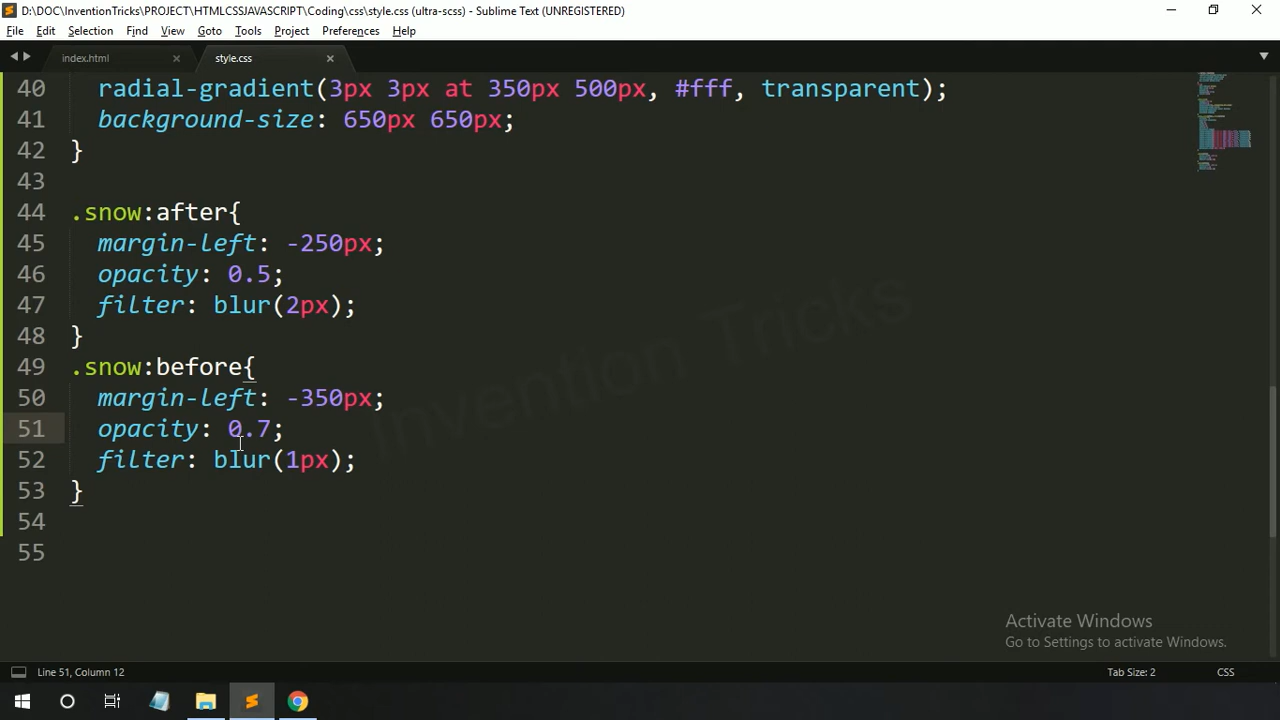 D:\DOC\InventionTricks\PROJECT\HTMLCSSJAVASCRIPT\Coding\css\style.css (ultra-scss) - Sublime Text (UNREGISTERED)
File Edit Selection Find View Goto Tools Project Preferences Help
index.html style.css
40 radial-gradient(3px 3px at 350px 500px, #fff, transparent);
41 background-size: 650px 650px;
42 }
43
44 .snow:after{
45 margin-left: -250px;
46 opacity: 0.5;
47 filter: blur(2px);
48 }
49 .snow:before{
50 margin-left: -350px;
51 opacity: 0.7;
52 filter: blur(1px);
53 }
54
55
Invention Tricks
Activate Windows
Go to Settings to activate Windows.
Line 51, Column 12 Tab Size: 2 CSS